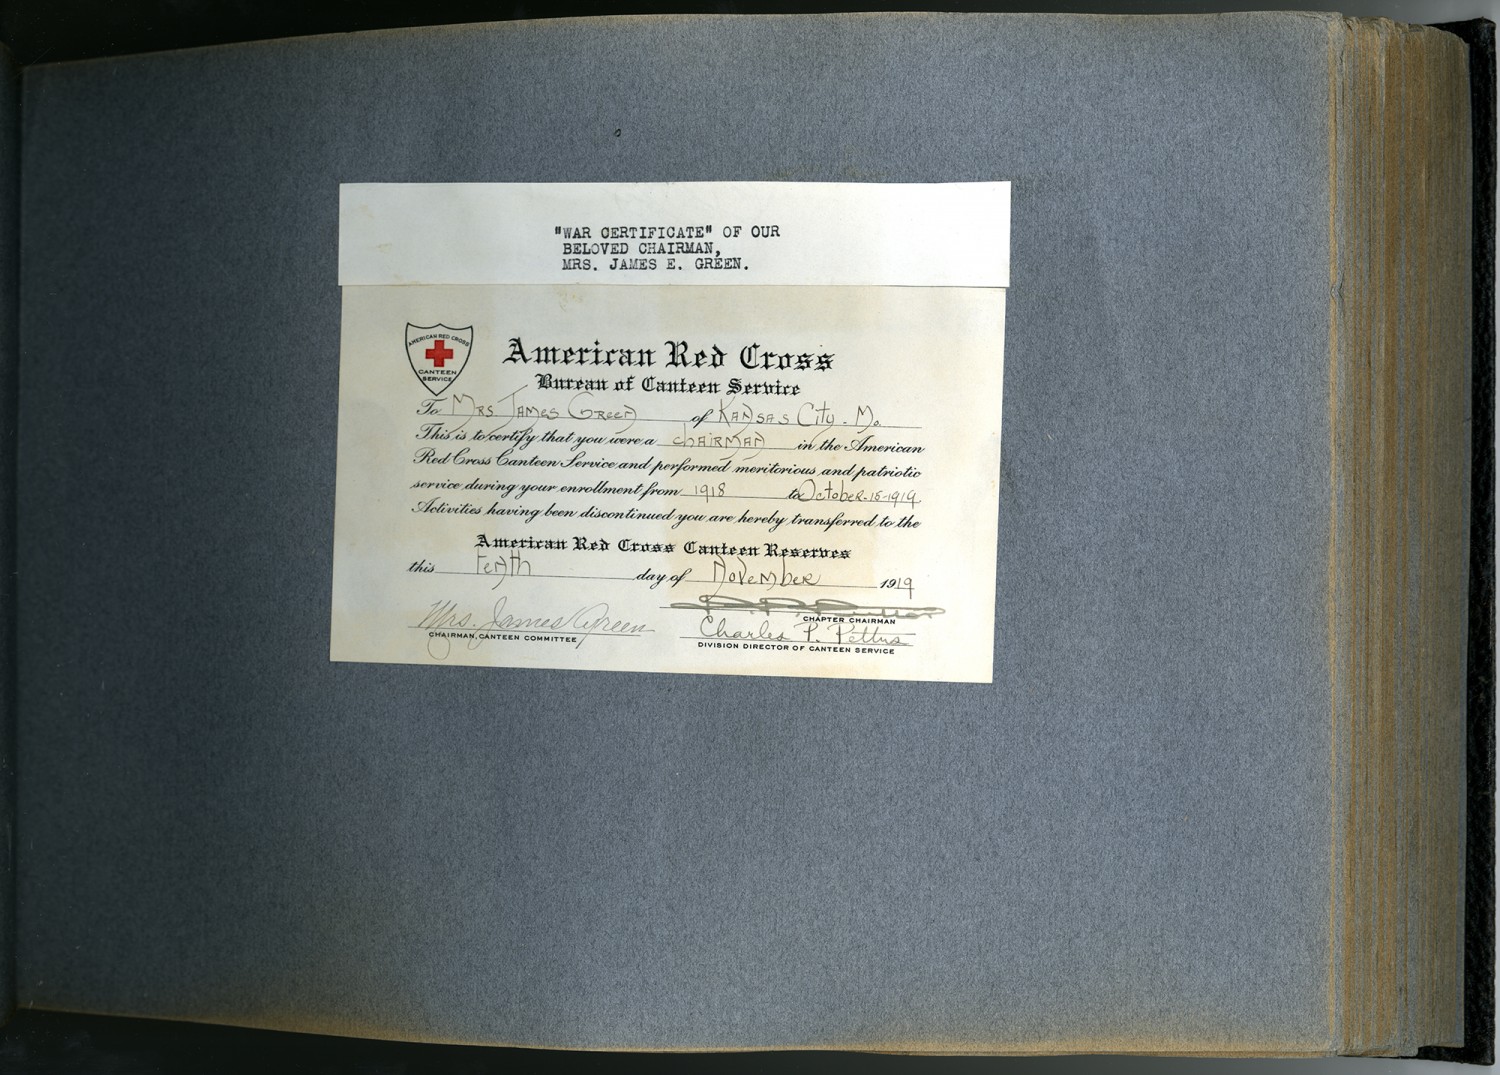 "WAR CERTIFICATE" OF OUR
BELOVED CHAIRMAN,
MRS. JAMES E. GREEN.
AMERICAN RED CROSS
CANTEEN
SERVICE
American Red Cross
Bureau of Canteen Service
To Mrs James Green of Kansas City. Mo.
This is to certify that you were a chairman in the American
Red Cross Canteen Service and performed meritorious and patriotic
service during your enrollment from 1918 to October-15-1919
Activities having been discontinued you are hereby transferred to the
American Red Cross Canteen Reserves
this tenth day of November 1919
CHAPTER CHAIRMAN
Mrs. James Green
CHAIRMAN, CANTEEN COMMITTEE
Charles P. Pettus
DIVISION DIRECTOR OF CANTEEN SERVICE